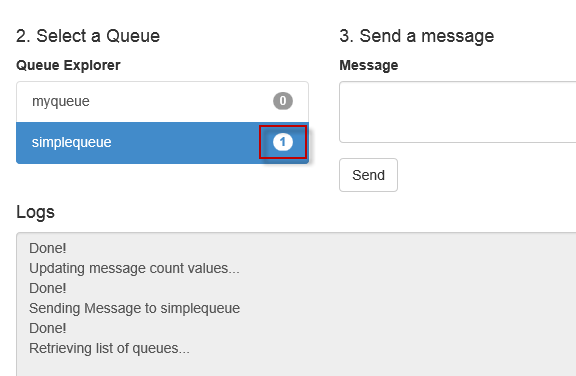 2. Select a Queue
Queue Explorer
myqueue 0
simplequeue 1
3. Send a message
Message
Send
Logs
Done!
Updating message count values...
Done!
Sending Message to simplequeue
Done!
Retrieving list of queues...